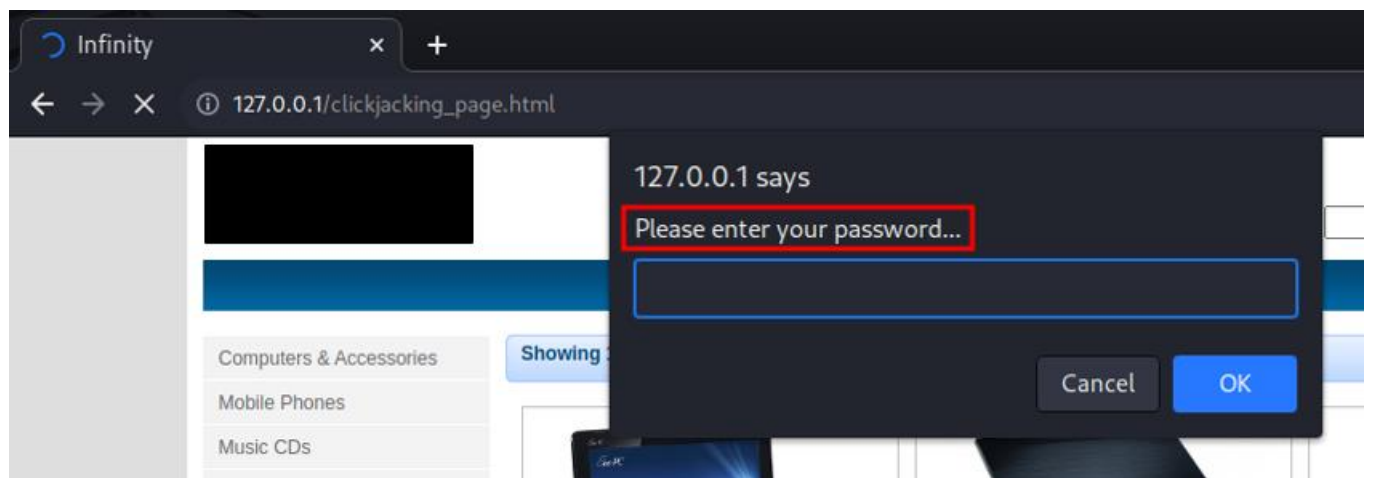 Infinity
127.0.0.1/clickjacking_page.html
127.0.0.1 says
Please enter your password...
Cancel OK
Computers & Accessories
Showing
Mobile Phones
Music CDs